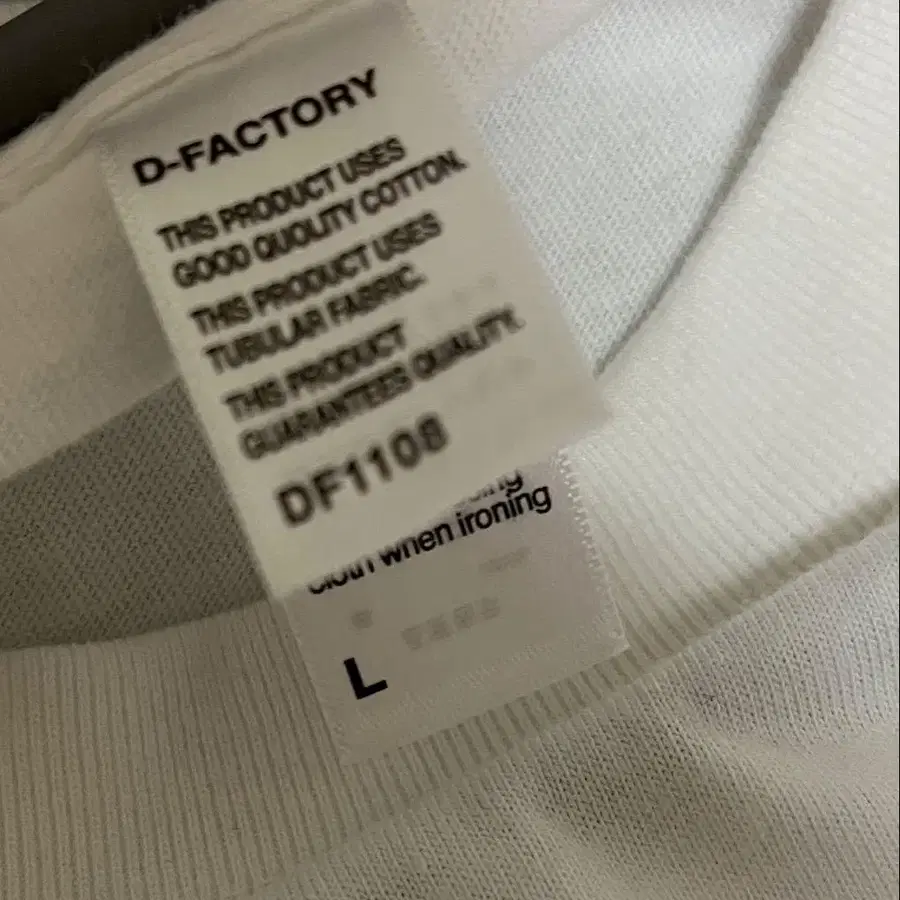 D-FACTORY
THIS PRODUCT USES
GOOD QUOLITY COTTON.
THIS PRODUCT USES
TUBULAR FABRIC.
THIS PRODUCT
GUARANTEES QUALITY.
DF1108
cloth when ironing
L